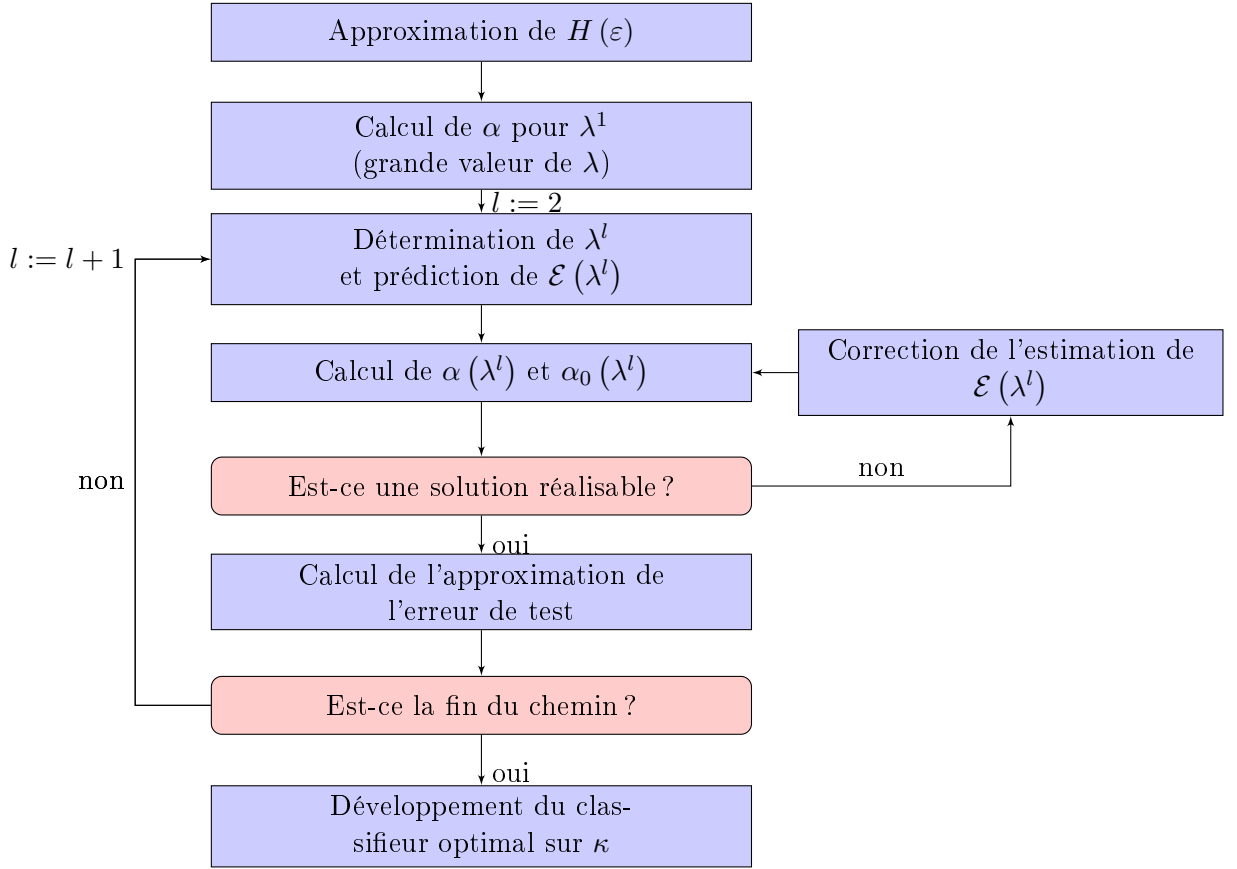 Approximation de H (ε)
Calcul de α pour λ¹
(grande valeur de λ)
l := 2
Détermination de λˡ
et prédiction de ℰ (λˡ)
l := l + 1
Calcul de α (λˡ) et α₀ (λˡ)
Correction de l'estimation de
ℰ (λˡ)
Est-ce une solution réalisable ?
non
non
oui
Calcul de l'approximation de
l'erreur de test
Est-ce la fin du chemin ?
oui
Développement du clas-
sifieur optimal sur κ